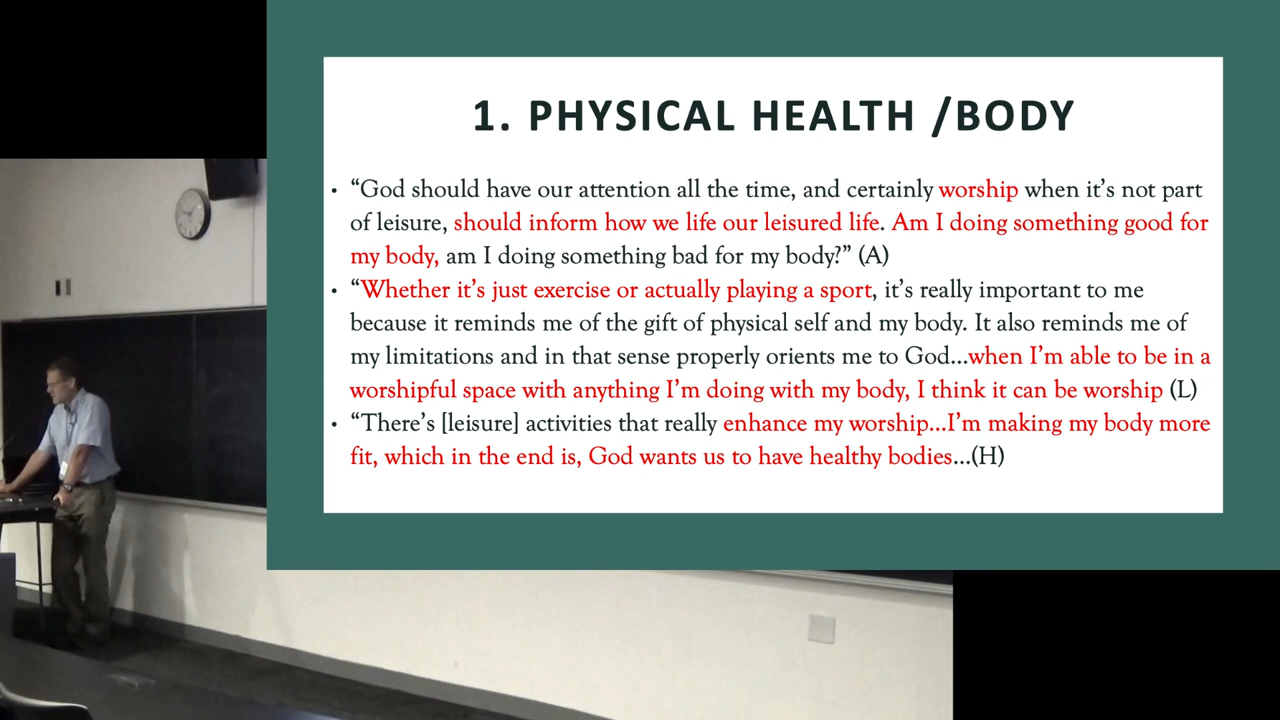 1. PHYSICAL HEALTH /BODY
• “God should have our attention all the time, and certainly worship when it’s not part
of leisure, should inform how we life our leisured life. Am I doing something good for
my body, am I doing something bad for my body?” (A)
• “Whether it’s just exercise or actually playing a sport, it’s really important to me
because it reminds me of the gift of physical self and my body. It also reminds me of
my limitations and in that sense properly orients me to God…when I’m able to be in a
worshipful space with anything I’m doing with my body, I think it can be worship (L)
• “There’s [leisure] activities that really enhance my worship…I’m making my body more
fit, which in the end is, God wants us to have healthy bodies…(H)